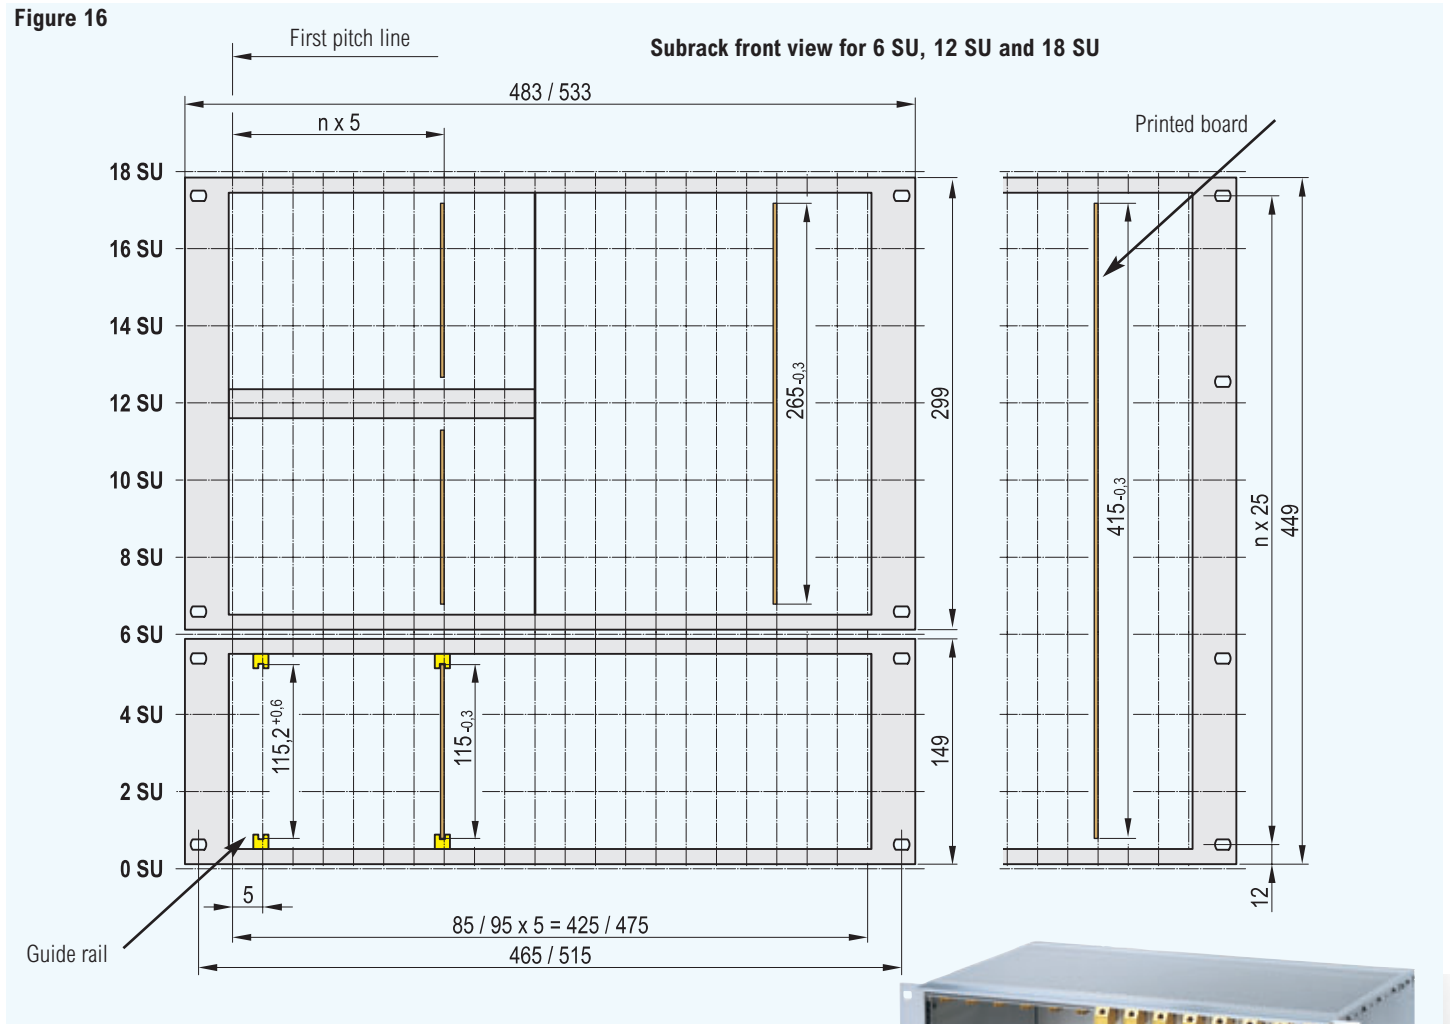 Figure 16
First pitch line
Subrack front view for 6 SU, 12 SU and 18 SU
483 / 533
n x 5
Printed board
18 SU
16 SU
14 SU
12 SU
10 SU
8 SU
6 SU
4 SU
2 SU
0 SU
265-0,3
299
415-0,3
n x 25
449
115,2+0,6
115-0,3
149
12
5
85 / 95 x 5 = 425 / 475
465 / 515
Guide rail